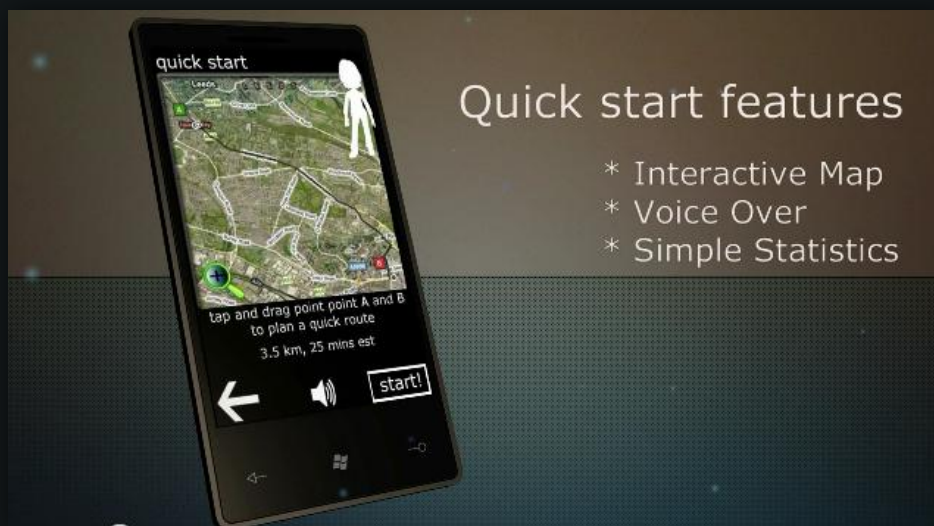 quick start
Leeds
A
B
tap and drag point point A and B
to plan a quick route
3.5 km, 25 mins est
start!
Quick start features
* Interactive Map
* Voice Over
* Simple Statistics